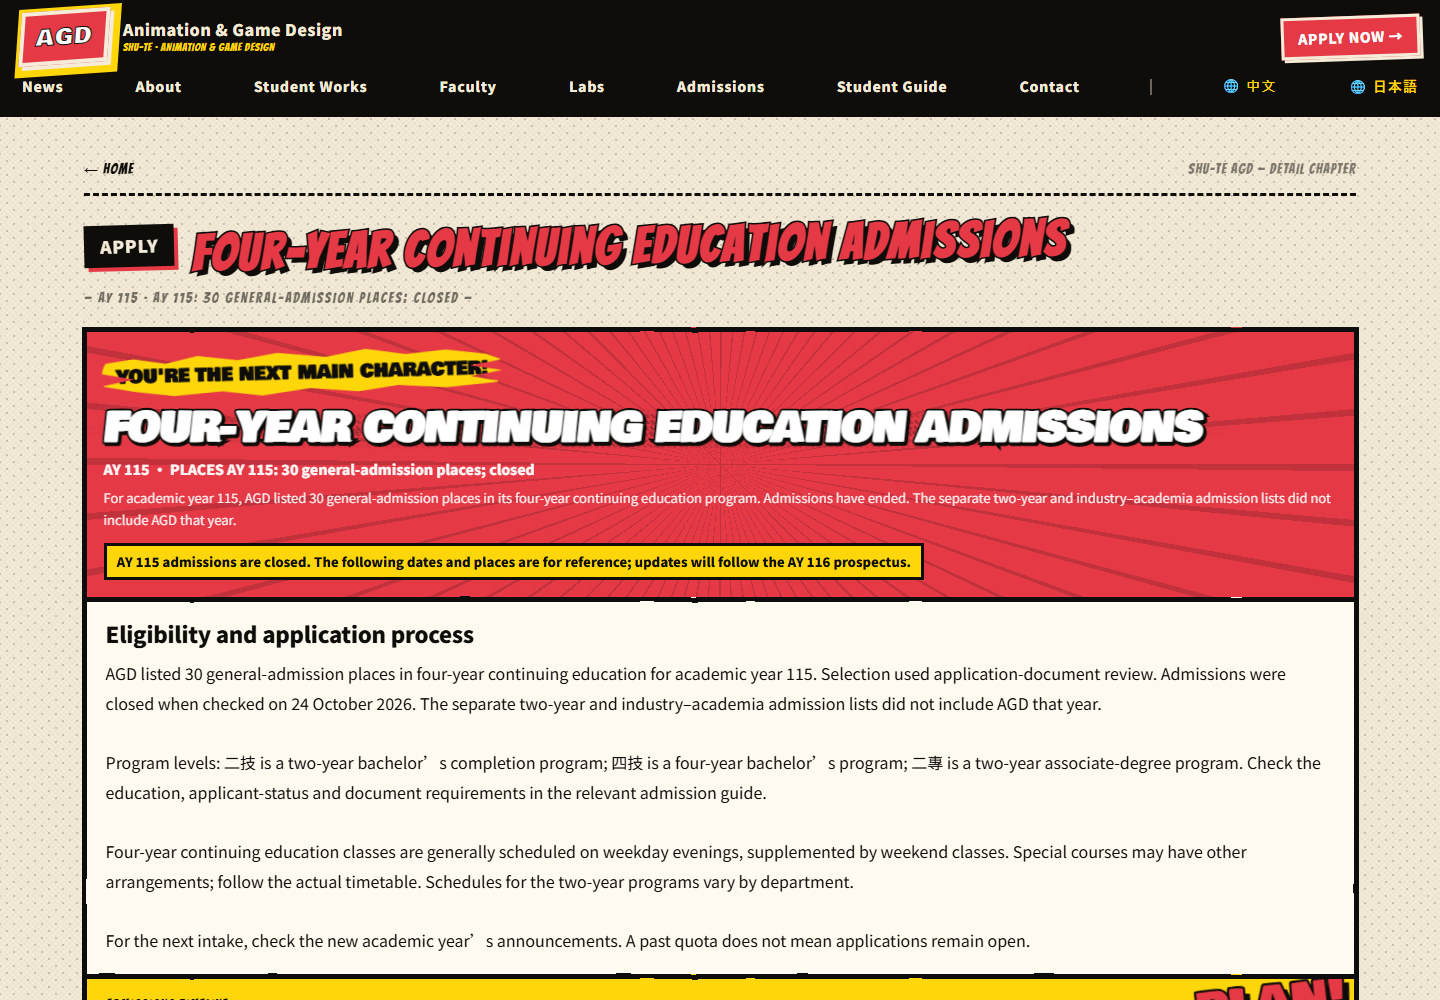 AGD
Animation & Game Design
SHU-TE · ANIMATION & GAME DESIGN
APPLY NOW →
News About Student Works Faculty Labs Admissions Student Guide Contact | 中文 日本語
← HOME
SHU-TE AGD – DETAIL CHAPTER
APPLY
FOUR-YEAR CONTINUING EDUCATION ADMISSIONS
– AY 115 · AY 115: 30 GENERAL-ADMISSION PLACES; CLOSED –
YOU'RE THE NEXT MAIN CHARACTER!
FOUR-YEAR CONTINUING EDUCATION ADMISSIONS
AY 115 • PLACES AY 115: 30 general-admission places; closed
For academic year 115, AGD listed 30 general-admission places in its four-year continuing education program. Admissions have ended. The separate two-year and industry–academia admission lists did not
include AGD that year.
AY 115 admissions are closed. The following dates and places are for reference; updates will follow the AY 116 prospectus.
Eligibility and application process
AGD listed 30 general-admission places in four-year continuing education for academic year 115. Selection used application-document review. Admissions were
closed when checked on 24 October 2026. The separate two-year and industry–academia admission lists did not include AGD that year.
Program levels: 二技 is a two-year bachelor’s completion program; 四技 is a four-year bachelor’s program; 二專 is a two-year associate-degree program. Check the
education, applicant-status and document requirements in the relevant admission guide.
Four-year continuing education classes are generally scheduled on weekday evenings, supplemented by weekend classes. Special courses may have other
arrangements; follow the actual timetable. Schedules for the two-year programs vary by department.
For the next intake, check the new academic year’s announcements. A past quota does not mean applications remain open.
PLAN!